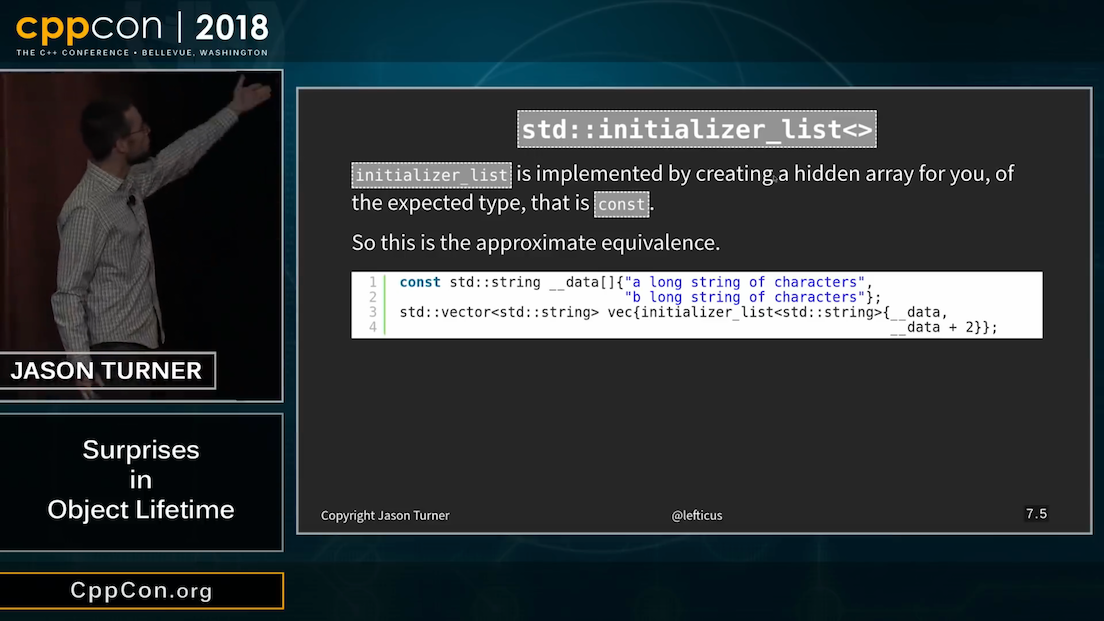 cppcon | 2018
THE C++ CONFERENCE • BELLEVUE, WASHINGTON
JASON TURNER
Surprises
in
Object Lifetime
CppCon.org
std::initializer_list<>
initializer_list is implemented by creating a hidden array for you, of
the expected type, that is const.
So this is the approximate equivalence.
1 const std::string __data[]{"a long string of characters",
2 "b long string of characters"};
3 std::vector<std::string> vec{initializer_list<std::string>{__data,
4 __data + 2}};
Copyright Jason Turner
@lefticus
7.5